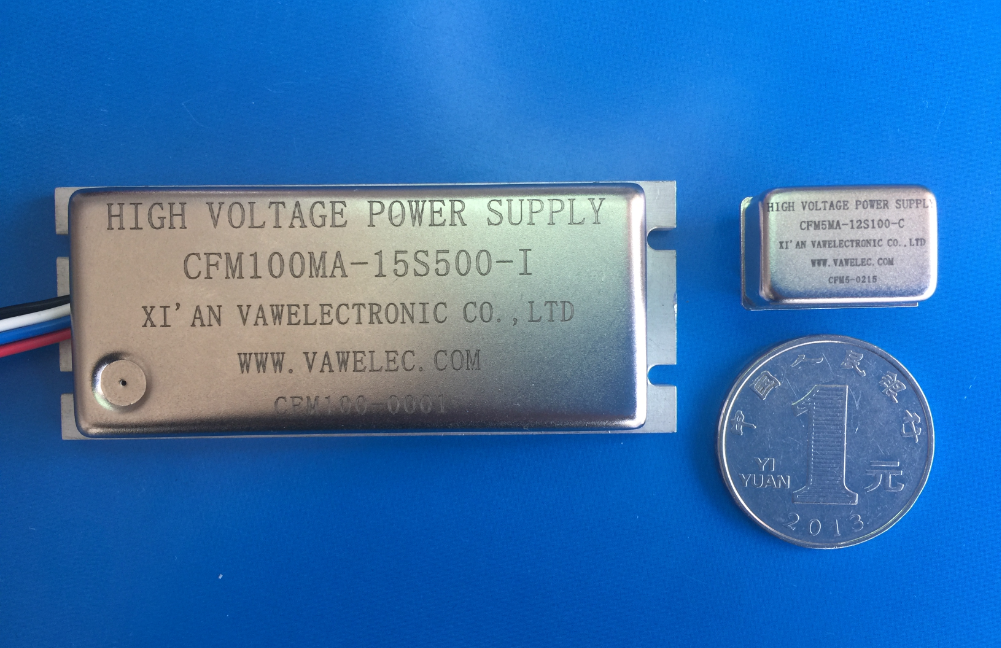 HIGH VOLTAGE POWER SUPPLY
CFM100MA-15S500-I
XI'AN VAWELECTRONIC CO.,LTD
WWW.VAWELEC.COM
CFM100-0001
HIGH VOLTAGE POWER SUPPLY
CFM5MA-12S100-C
XI'AN VAWELECTRONIC CO.,LTD
WWW.VAWELEC.COM
CFM5-0215
中国人民银行
YI
YUAN
1
元
2013